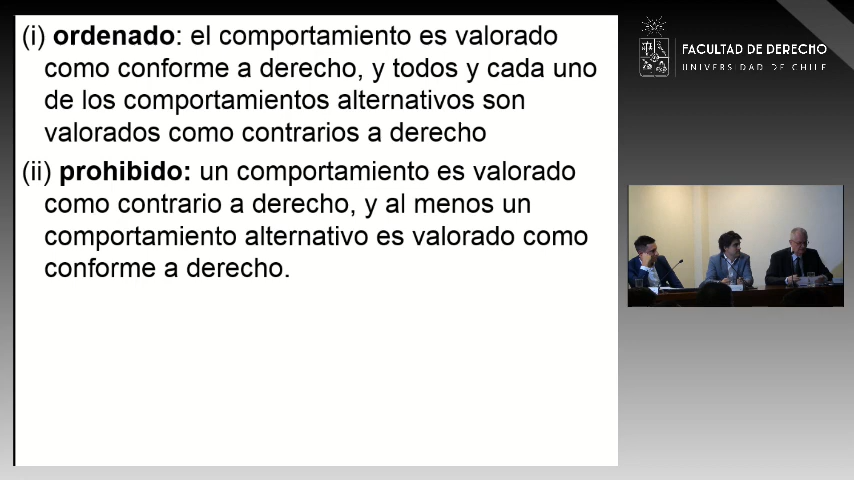 (i) ordenado: el comportamiento es valorado
como conforme a derecho, y todos y cada uno
de los comportamientos alternativos son
valorados como contrarios a derecho
(ii) prohibido: un comportamiento es valorado
como contrario a derecho, y al menos un
comportamiento alternativo es valorado como
conforme a derecho.
FACULTAD DE DERECHO
UNIVERSIDAD DE CHILE